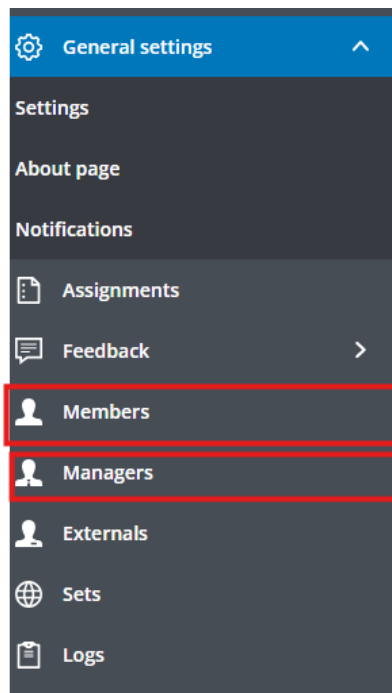 General settings
Settings
About page
Notifications
Assignments
Feedback
Members
Managers
Externals
Sets
Logs